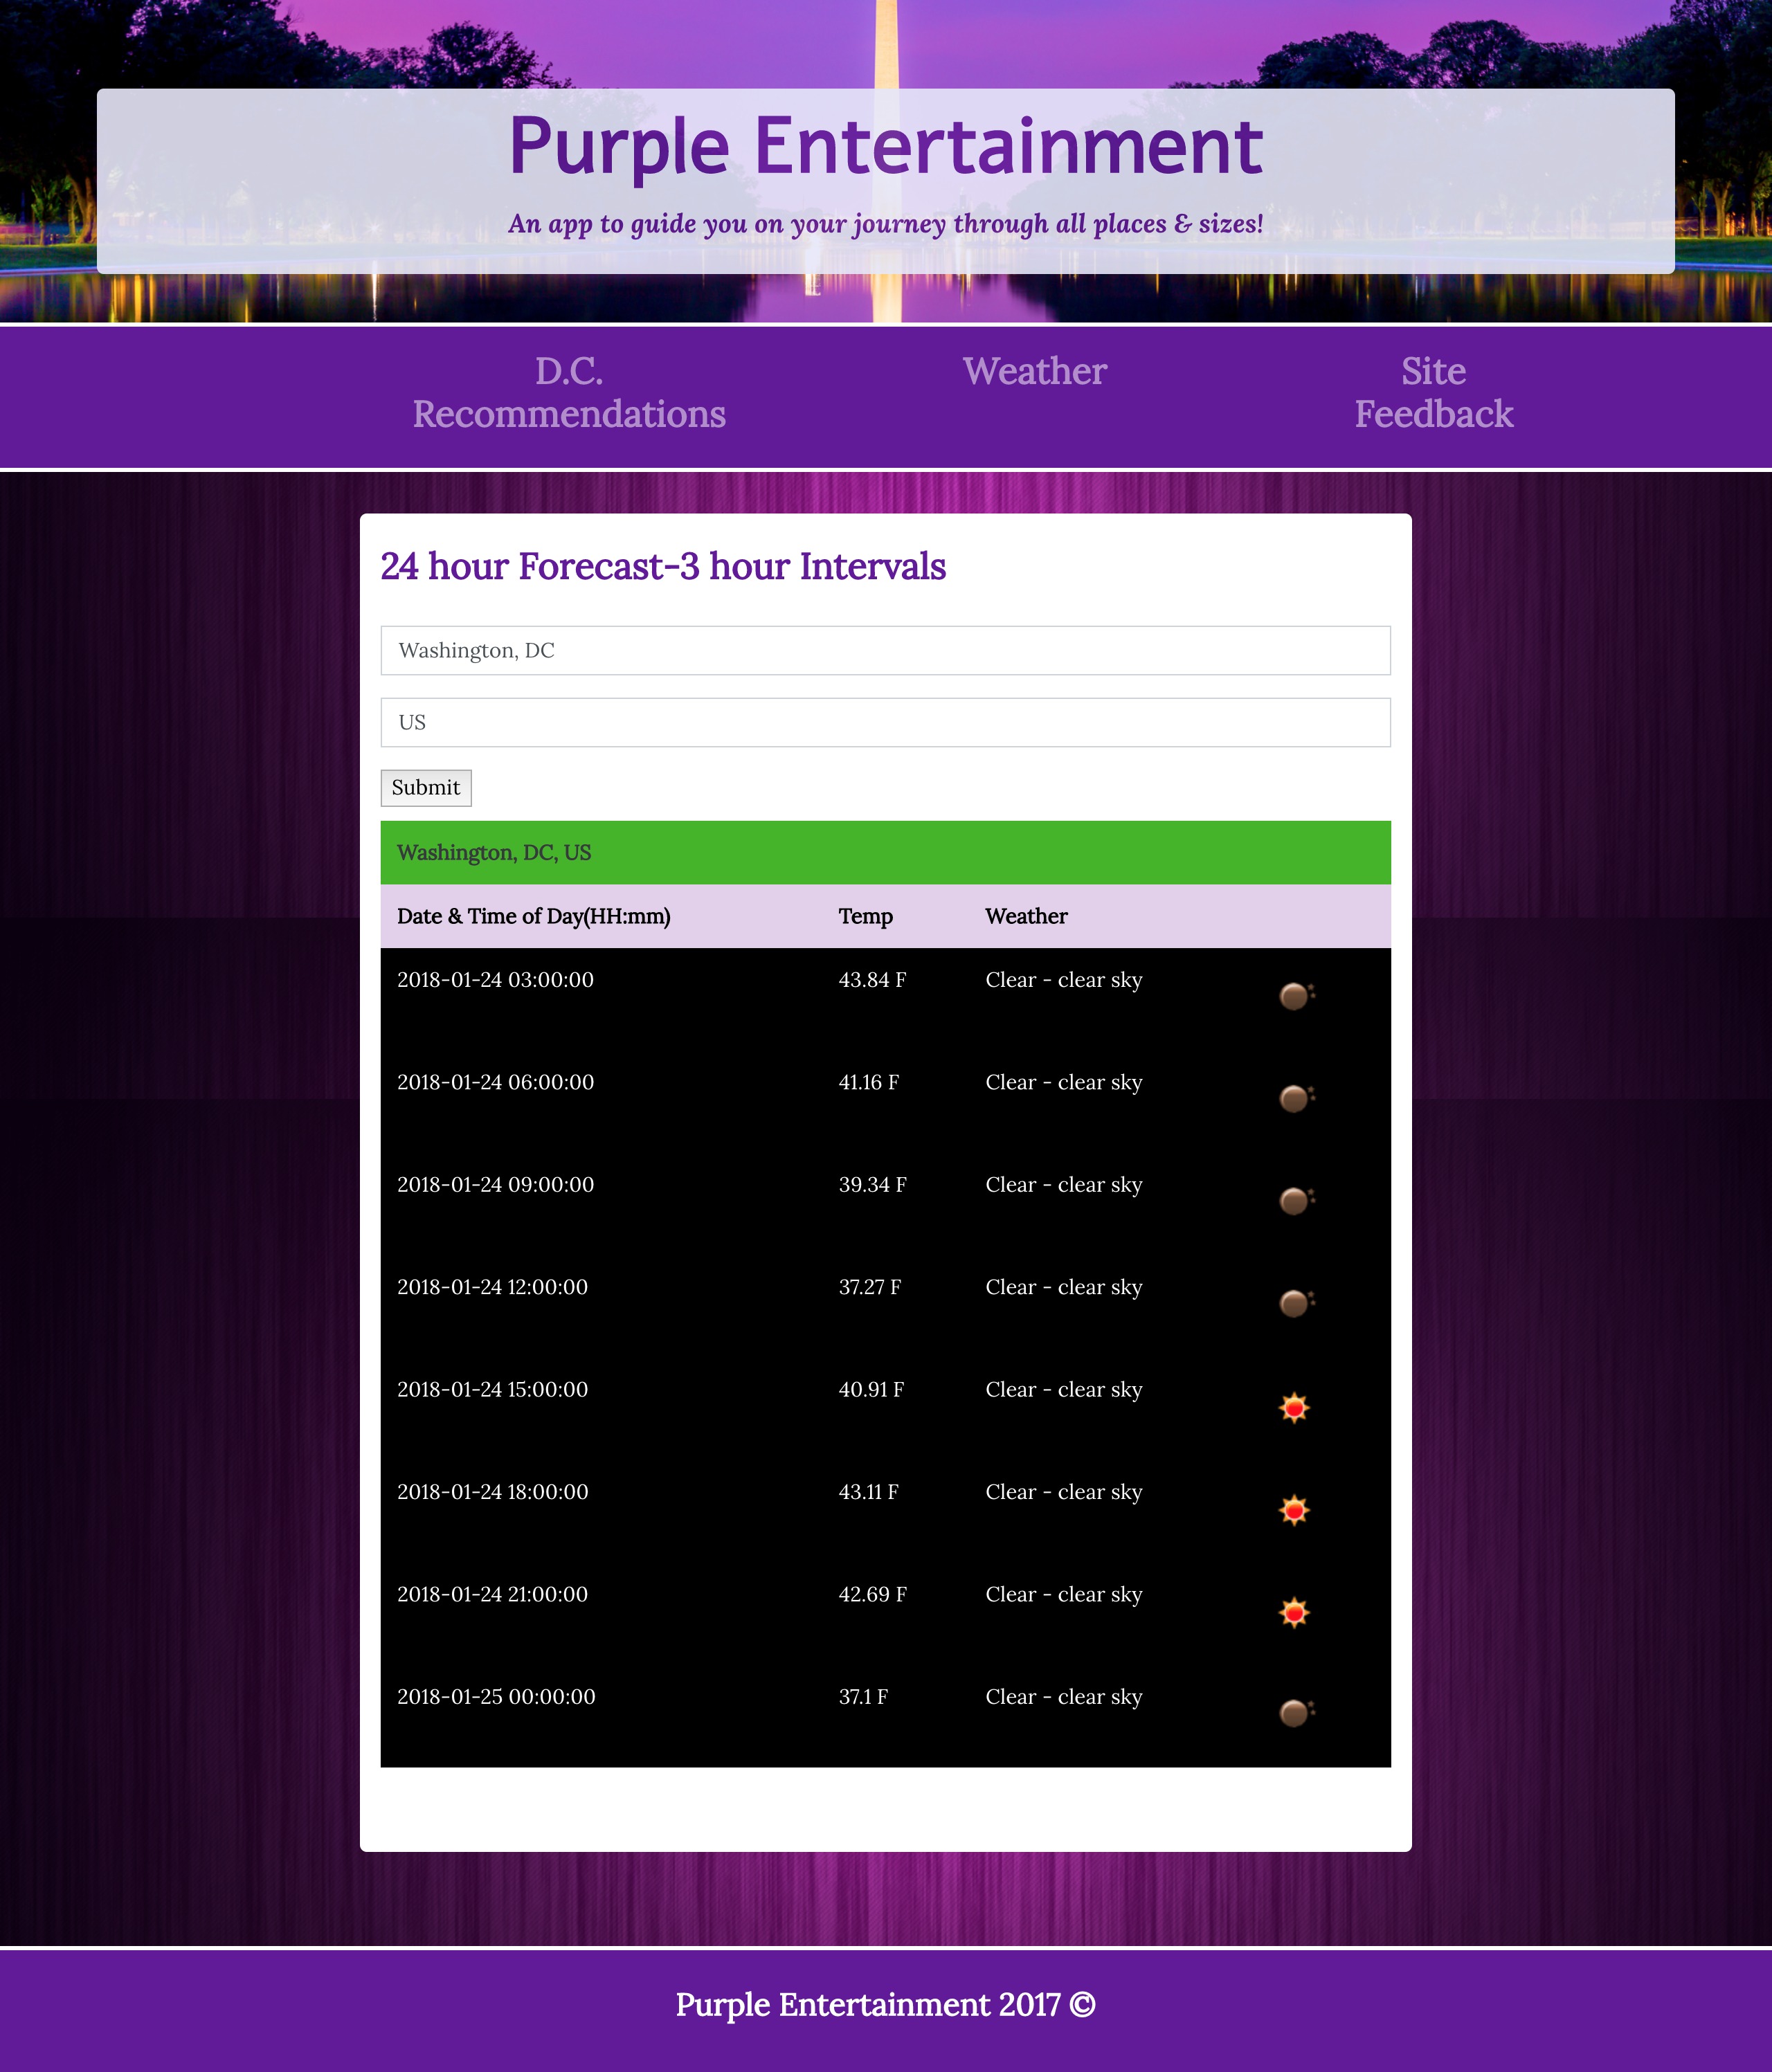 Purple Entertainment
An app to guide you on your journey through all places & sizes!
D.C.
Recommendations
Weather
Site
Feedback
24 hour Forecast-3 hour Intervals
Washington, DC
US
Submit
Washington, DC, US
Date & Time of Day(HH:mm) Temp Weather
2018-01-24 03:00:00 43.84 F Clear - clear sky
2018-01-24 06:00:00 41.16 F Clear - clear sky
2018-01-24 09:00:00 39.34 F Clear - clear sky
2018-01-24 12:00:00 37.27 F Clear - clear sky
2018-01-24 15:00:00 40.91 F Clear - clear sky
2018-01-24 18:00:00 43.11 F Clear - clear sky
2018-01-24 21:00:00 42.69 F Clear - clear sky
2018-01-25 00:00:00 37.1 F Clear - clear sky
Purple Entertainment 2017 ©